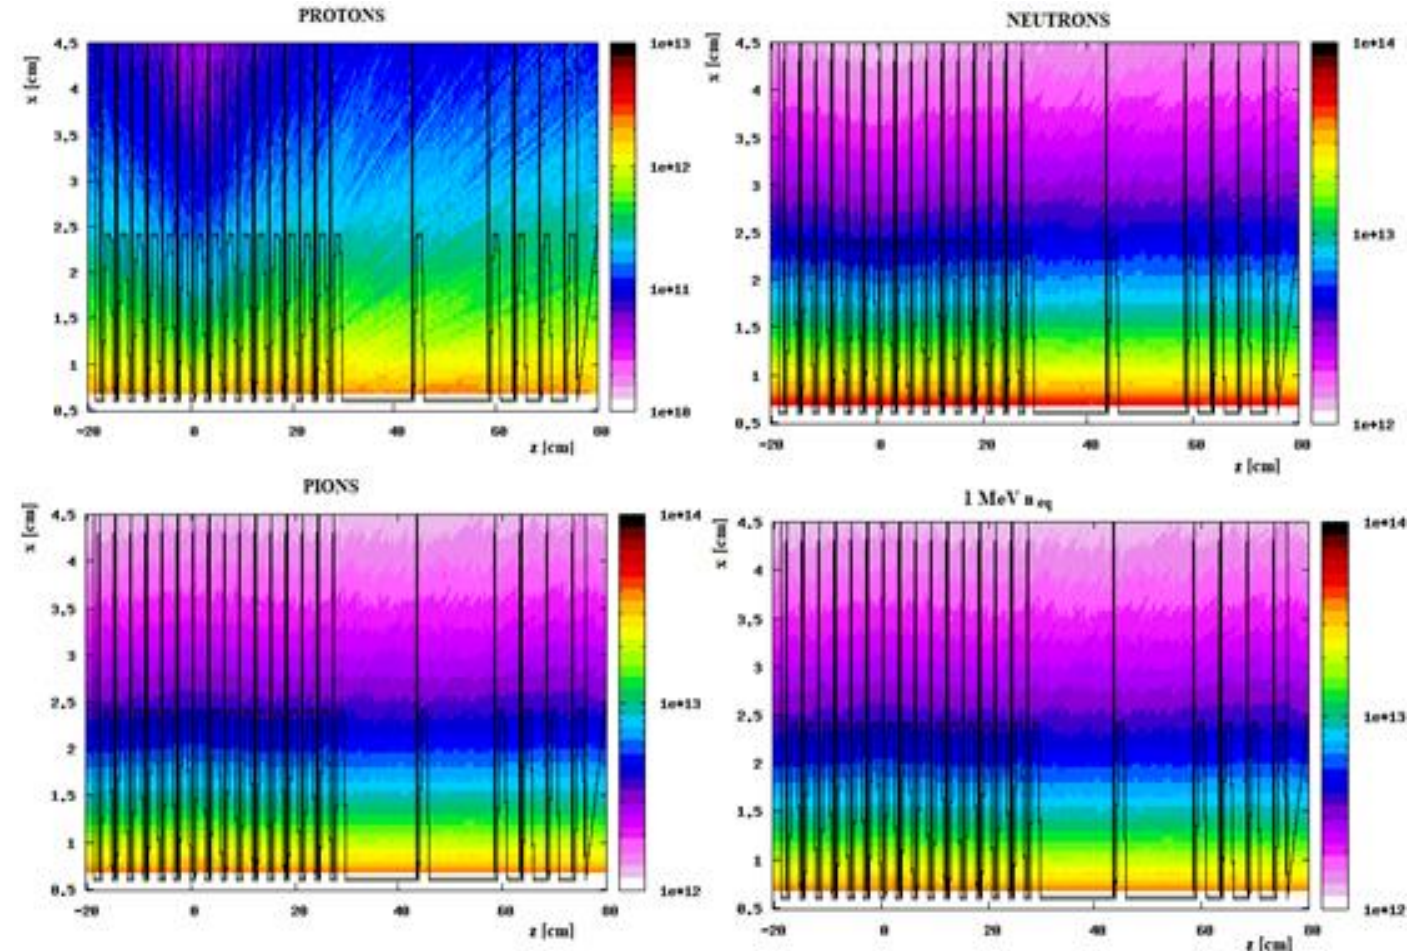 PROTONS
4,5
4
3,5
3
2,5
2
1,5
1
0,5
x [cm]
-20 0 20 40 60 80
z [cm]
1e+13
1e+12
1e+11
1e+10
NEUTRONS
4,5
4
3,5
3
2,5
2
1,5
1
0,5
x [cm]
-20 0 20 40 60 80
z [cm]
1e+14
1e+13
1e+12
PIONS
4,5
4
3,5
3
2,5
2
1,5
1
0,5
x [cm]
-20 0 20 40 60 80
z [cm]
1e+14
1e+13
1e+12
1 MeV n eq
4,5
4
3,5
3
2,5
2
1,5
1
0,5
x [cm]
-20 0 20 40 60 80
z [cm]
1e+14
1e+13
1e+12